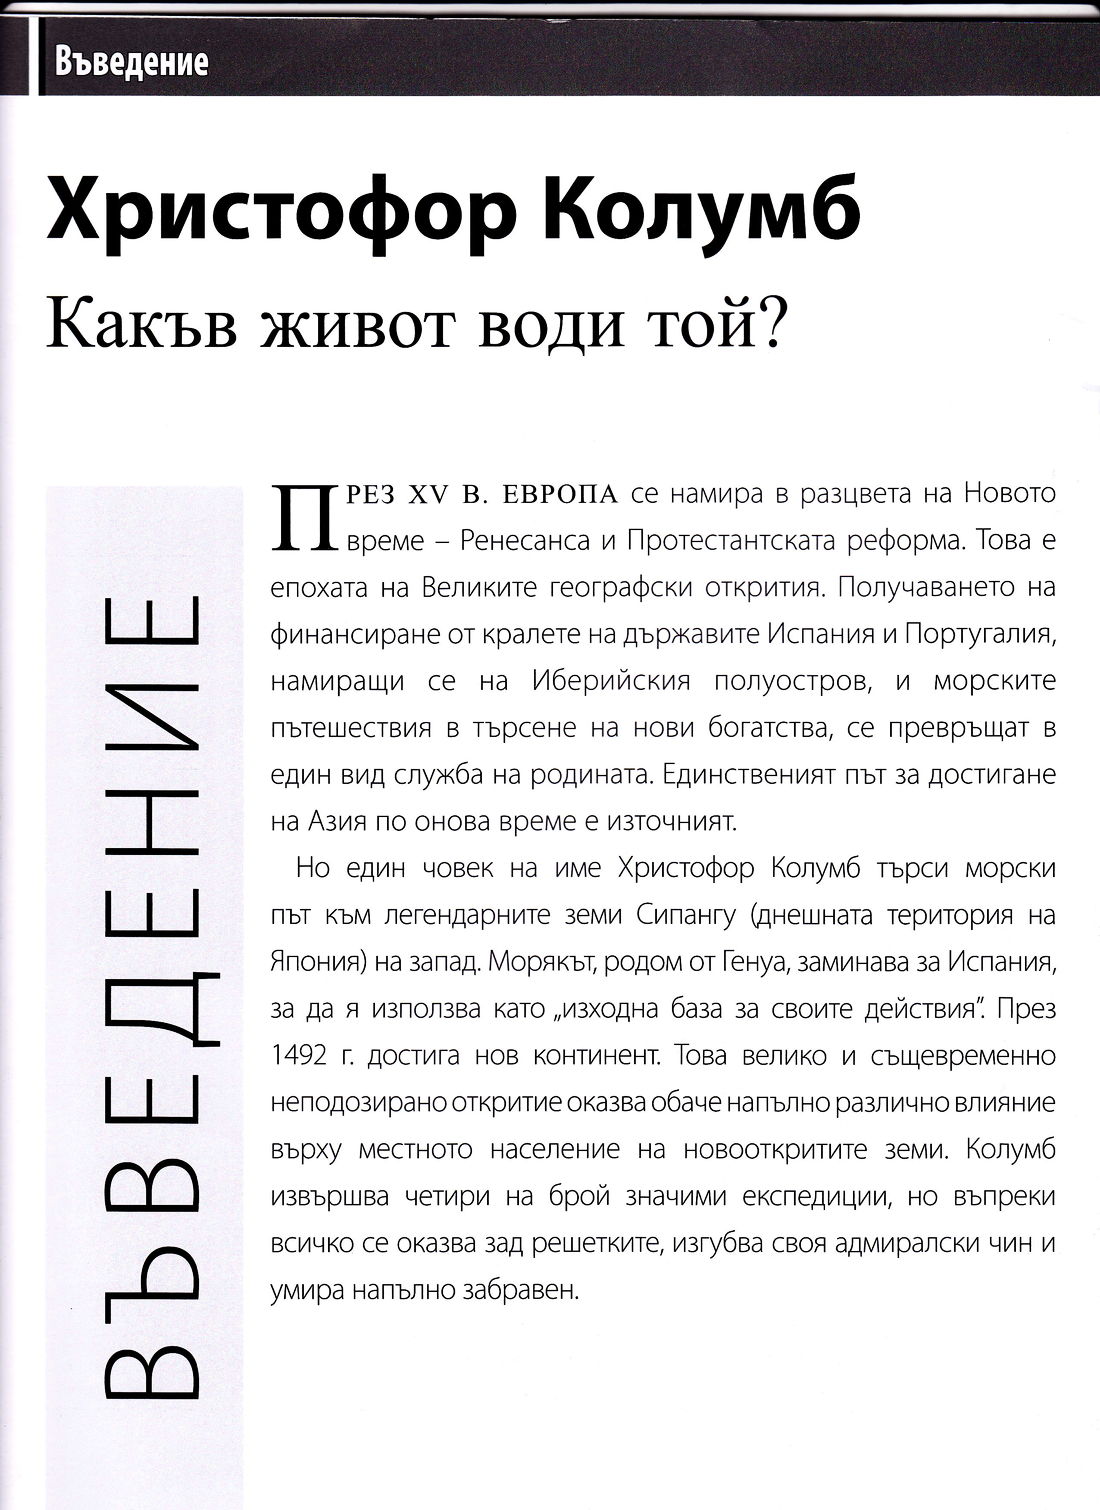 Въведение
Христофор Колумб
Какъв живот води той?
ВЪВЕДЕНИЕ
ПРЕЗ XV В. ЕВРОПА се намира в разцвета на Новото
време – Ренесанса и Протестантската реформа. Това е
епохата на Великите географски открития. Получаването на
финансиране от кралете на държавите Испания и Португалия,
намиращи се на Иберийския полуостров, и морските
пътешествия в търсене на нови богатства, се превръщат в
един вид служба на родината. Единственият път за достигане
на Азия по онова време е източният.
Но един човек на име Христофор Колумб търси морски
път към легендарните земи Сипангу (днешната територия на
Япония) на запад. Морякът, родом от Генуа, заминава за Испания,
за да я използва като „изходна база за своите действия”. През
1492 г. достига нов континент. Това велико и същевременно
неподозирано откритие оказва обаче напълно различно влияние
върху местното население на новооткритите земи. Колумб
извършва четири на брой значими експедиции, но въпреки
всичко се оказва зад решетките, изгубва своя адмиралски чин и
умира напълно забравен.